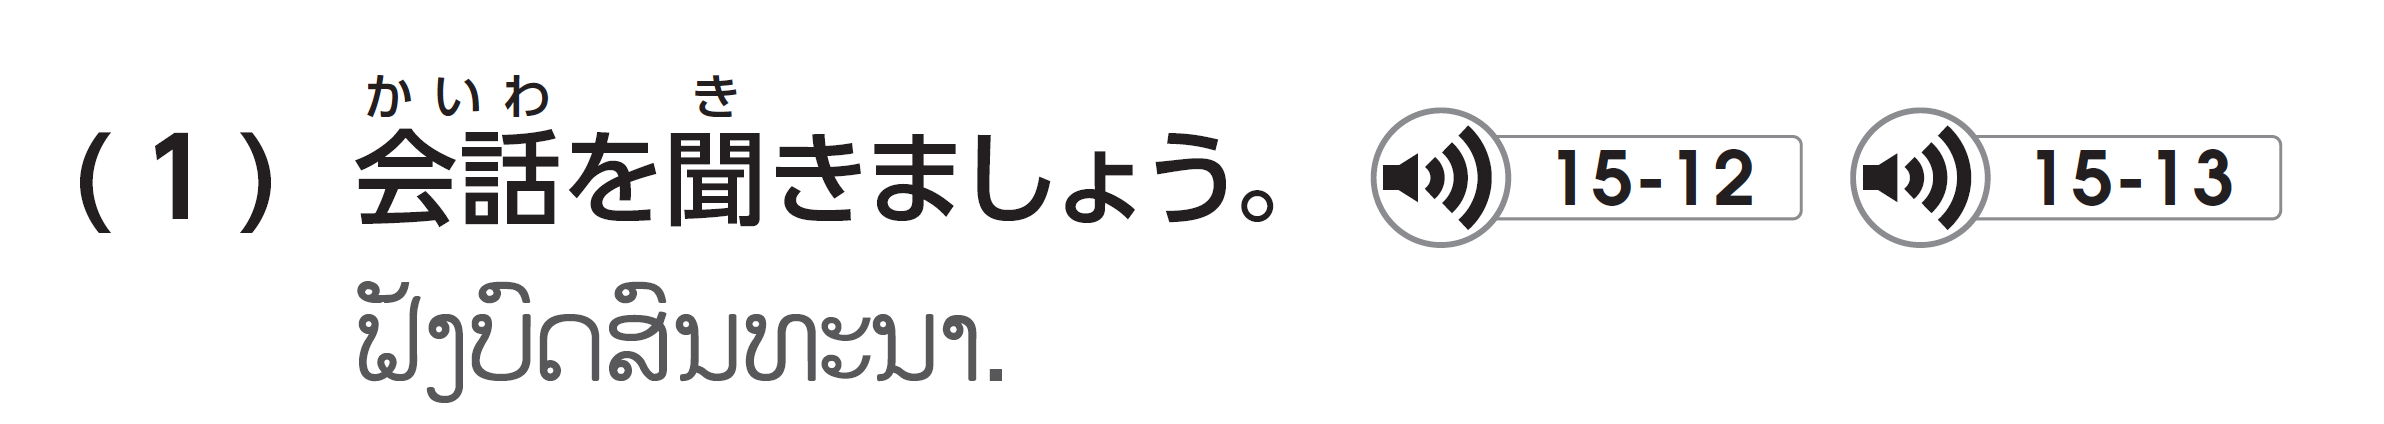 かいわ き
(1) 会話を聞きましょう。 15-12 15-13
ຟັງບົດສົນທະນາ.